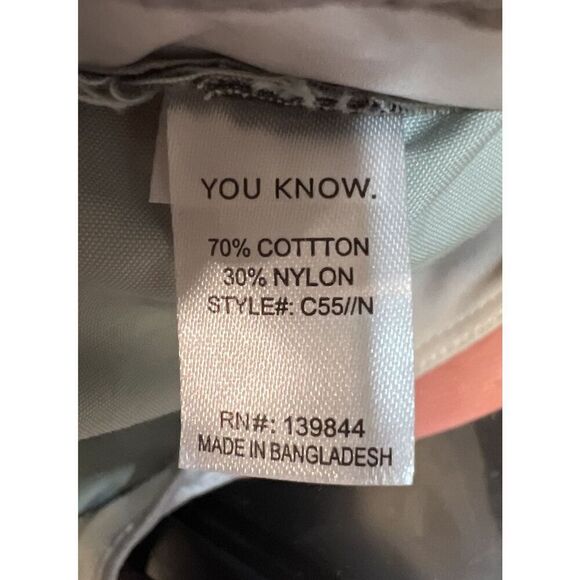 YOU KNOW.
70% COTTTON
30% NYLON
STYLE#: C55//N
RN#: 139844
MADE IN BANGLADESH